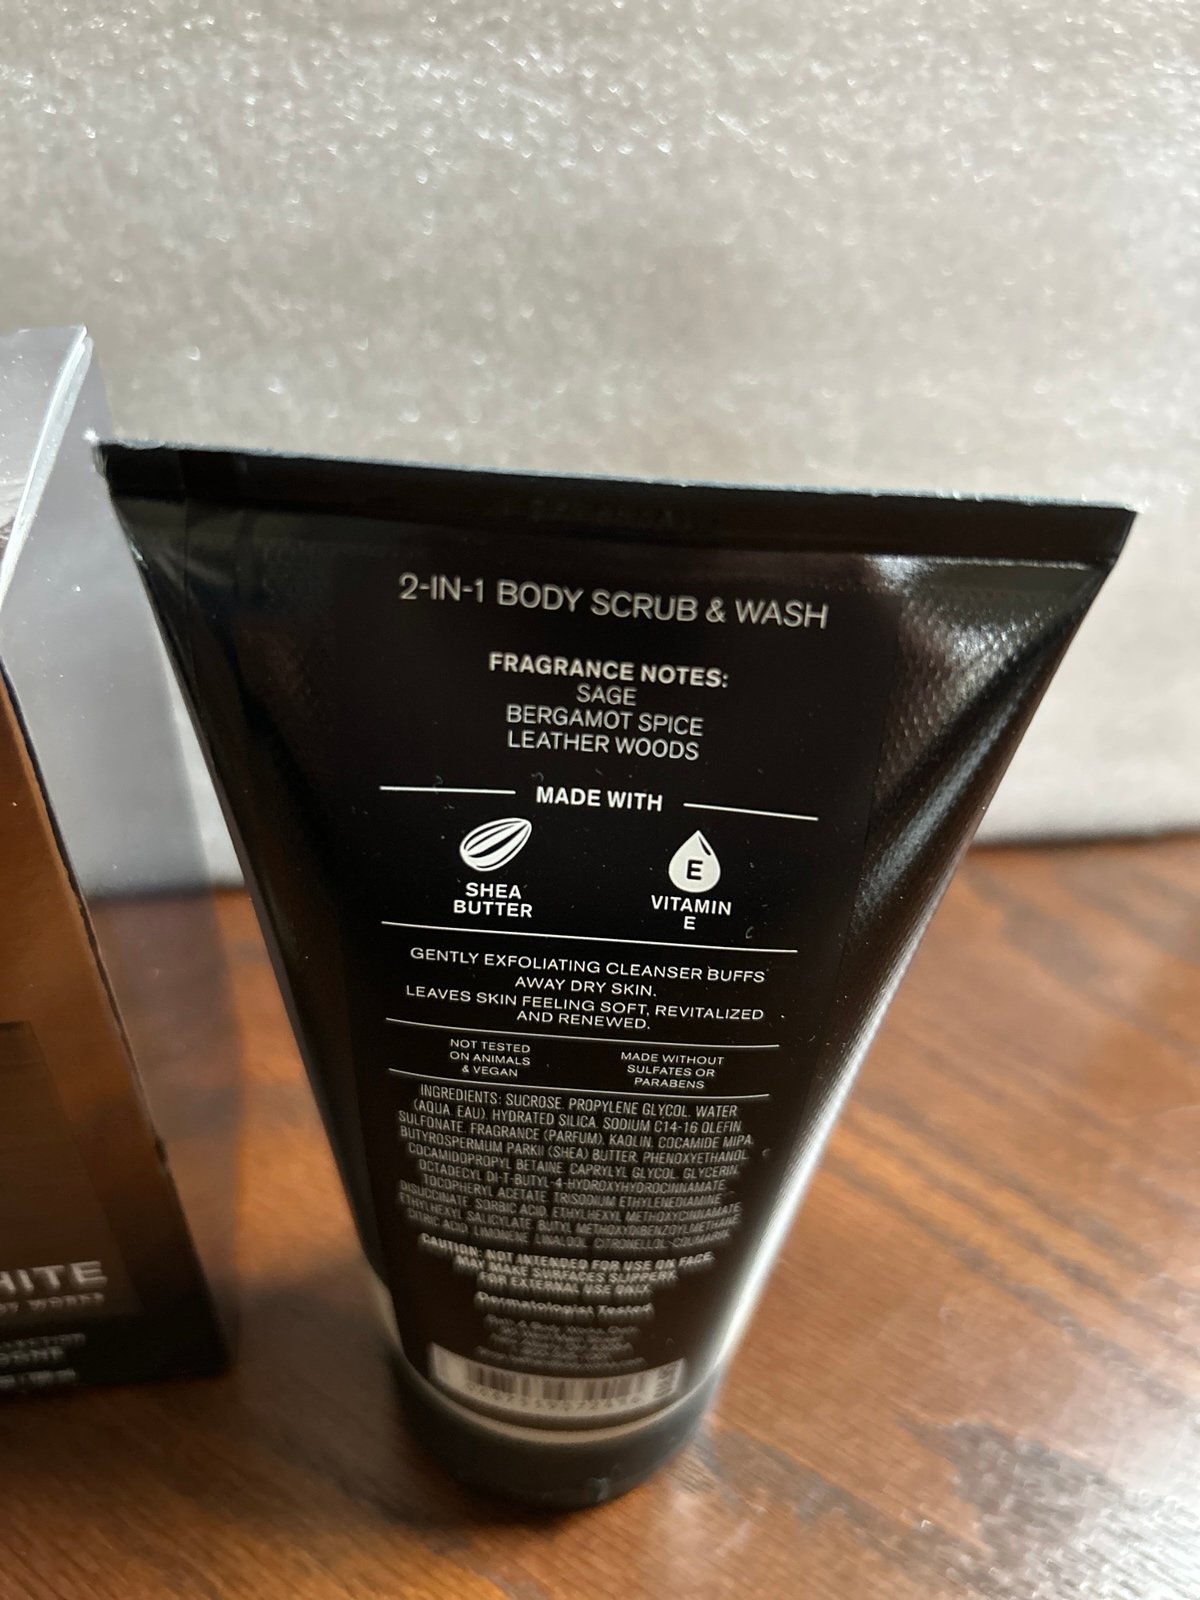 2-IN-1 BODY SCRUB & WASH
FRAGRANCE NOTES:
SAGE
BERGAMOT SPICE
LEATHER WOODS
MADE WITH
SHEA
BUTTER
E
VITAMIN
E
GENTLY EXFOLIATING CLEANSER BUFFS
AWAY DRY SKIN.
LEAVES SKIN FEELING SOFT, REVITALIZED
AND RENEWED.
NOT TESTED
ON ANIMALS
& VEGAN
MADE WITHOUT
SULFATES OR
PARABENS
INGREDIENTS: SUCROSE, PROPYLENE GLYCOL, WATER
(AQUA, EAU), HYDRATED SILICA, SODIUM C14-16 OLEFIN
SULFONATE, FRAGRANCE (PARFUM), KAOLIN, COCAMIDE MIPA,
BUTYROSPERMUM PARKII (SHEA) BUTTER, PHENOXYETHANOL,
COCAMIDOPROPYL BETAINE, CAPRYLYL GLYCOL, GLYCERIN,
OCTADECYL DI-T-BUTYL-4-HYDROXYHYDROCINNAMATE,
TOCOPHERYL ACETATE, TRISODIUM ETHYLENEDIAMINE
DISUCCINATE, SORBIC ACID, ETHYLHEXYL METHOXYCINNAMATE,
ETHYLHEXYL SALICYLATE, BUTYL METHOXYDIBENZOYLMETHANE,
CITRIC ACID, LIMONENE, LINALOOL, CITRONELLOL, COUMARIN.
CAUTION: NOT INTENDED FOR USE ON FACE.
MAY MAKE SURFACES SLIPPERY.
FOR EXTERNAL USE ONLY.
Dermatologist Tested
Bath & Body Works
HITE